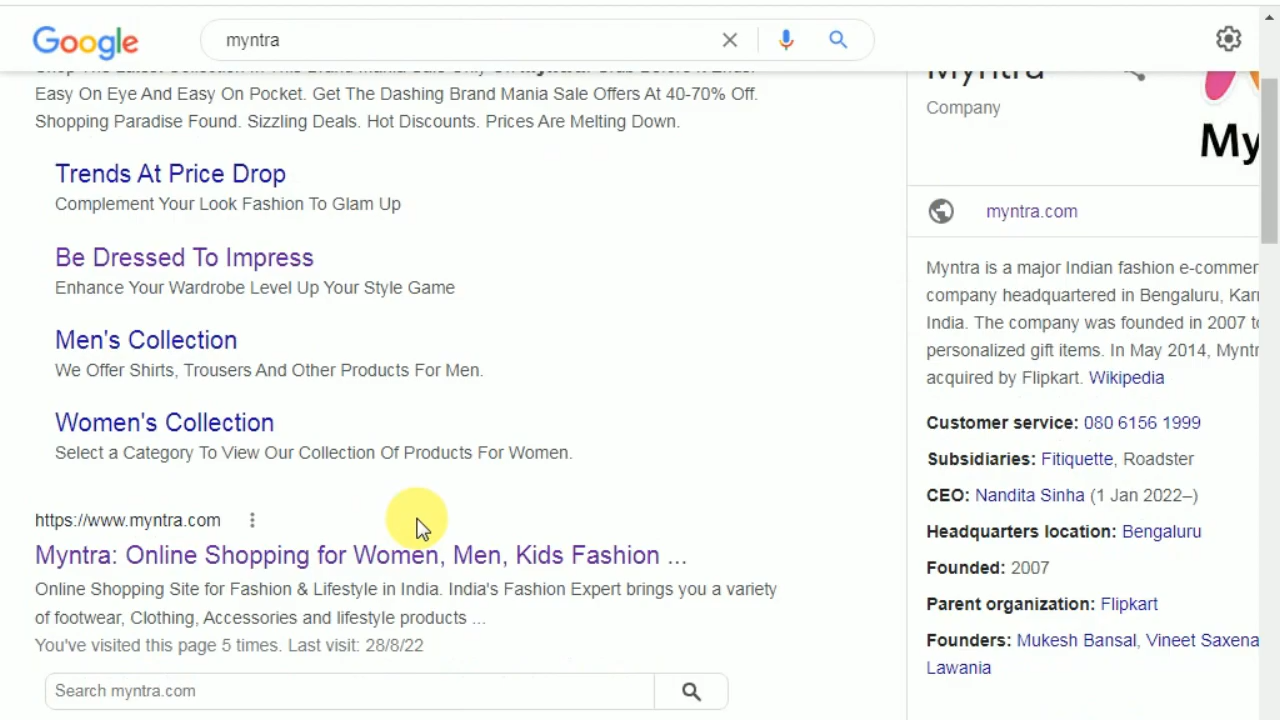 Google
myntra
Easy On Eye And Easy On Pocket. Get The Dashing Brand Mania Sale Offers At 40-70% Off.
Shopping Paradise Found. Sizzling Deals. Hot Discounts. Prices Are Melting Down.
Trends At Price Drop
Complement Your Look Fashion To Glam Up
Be Dressed To Impress
Enhance Your Wardrobe Level Up Your Style Game
Men's Collection
We Offer Shirts, Trousers And Other Products For Men.
Women's Collection
Select a Category To View Our Collection Of Products For Women.
https://www.myntra.com
Myntra: Online Shopping for Women, Men, Kids Fashion ...
Online Shopping Site for Fashion & Lifestyle in India. India's Fashion Expert brings you a variety
of footwear, Clothing, Accessories and lifestyle products ...
You've visited this page 5 times. Last visit: 28/8/22
Search myntra.com
Myntra
Company
My
myntra.com
Myntra is a major Indian fashion e-commer
company headquartered in Bengaluru, Kar
India. The company was founded in 2007 t
personalized gift items. In May 2014, Mynt
acquired by Flipkart. Wikipedia
Customer service: 080 6156 1999
Subsidiaries: Fitiquette, Roadster
CEO: Nandita Sinha (1 Jan 2022–)
Headquarters location: Bengaluru
Founded: 2007
Parent organization: Flipkart
Founders: Mukesh Bansal, Vineet Saxena
Lawania